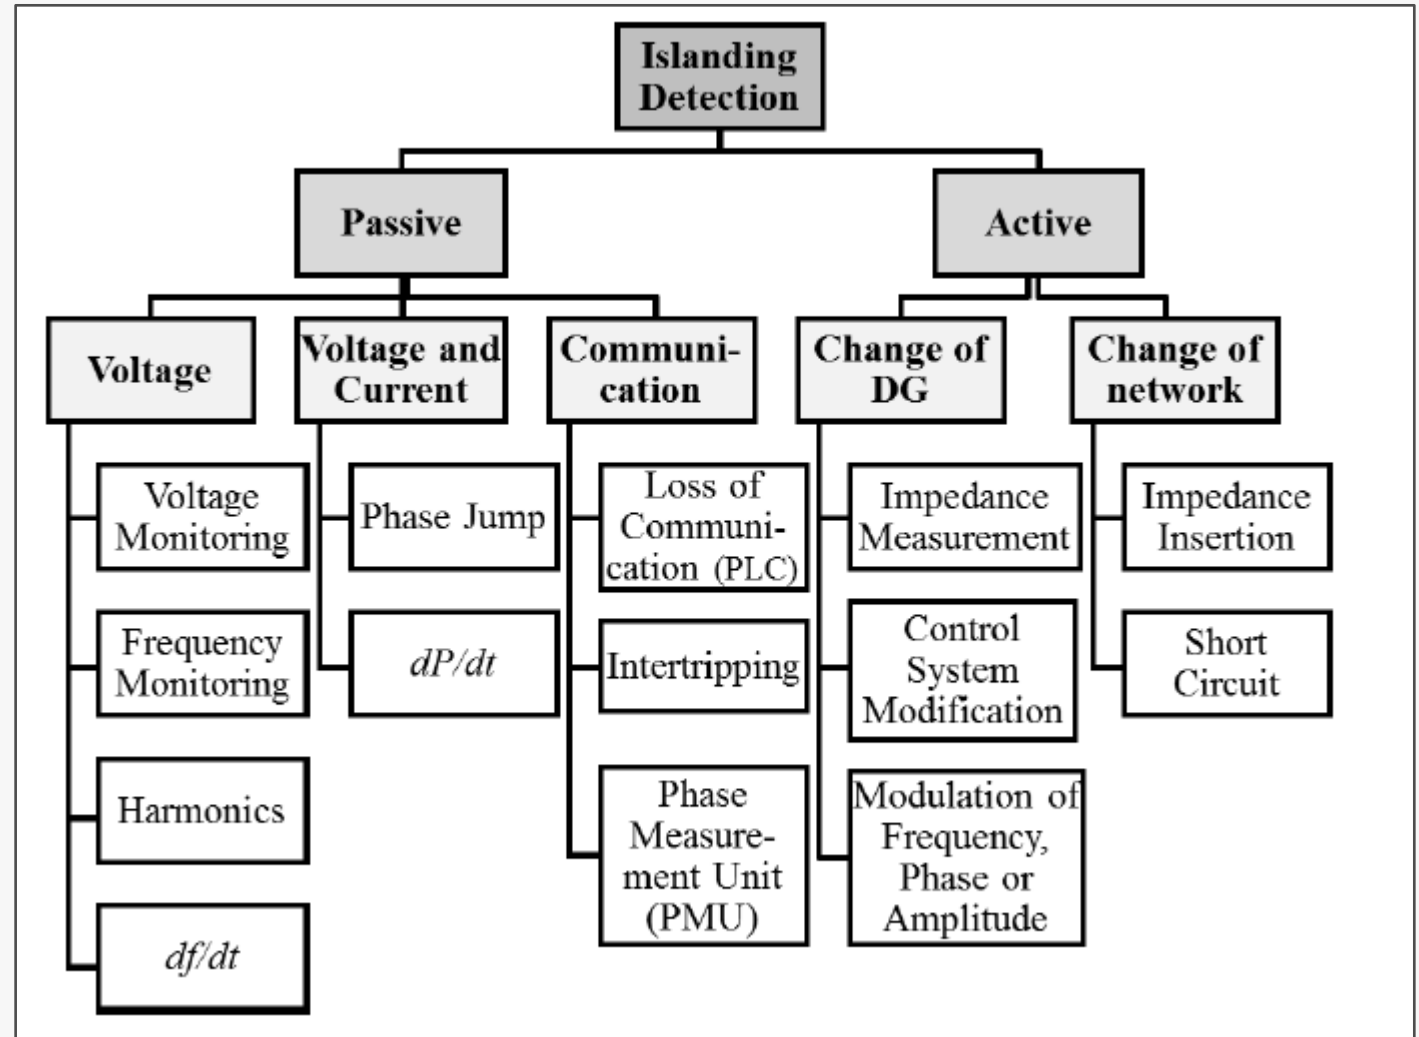 Islanding
Detection
Passive
Active
Voltage
Voltage and
Current
Communi-
cation
Change of
DG
Change of
network
Voltage
Monitoring
Frequency
Monitoring
Harmonics
df/dt
Phase Jump
dP/dt
Loss of
Communi-
cation (PLC)
Intertripping
Phase
Measure-
ment Unit
(PMU)
Impedance
Measurement
Control
System
Modification
Modulation of
Frequency,
Phase or
Amplitude
Impedance
Insertion
Short
Circuit